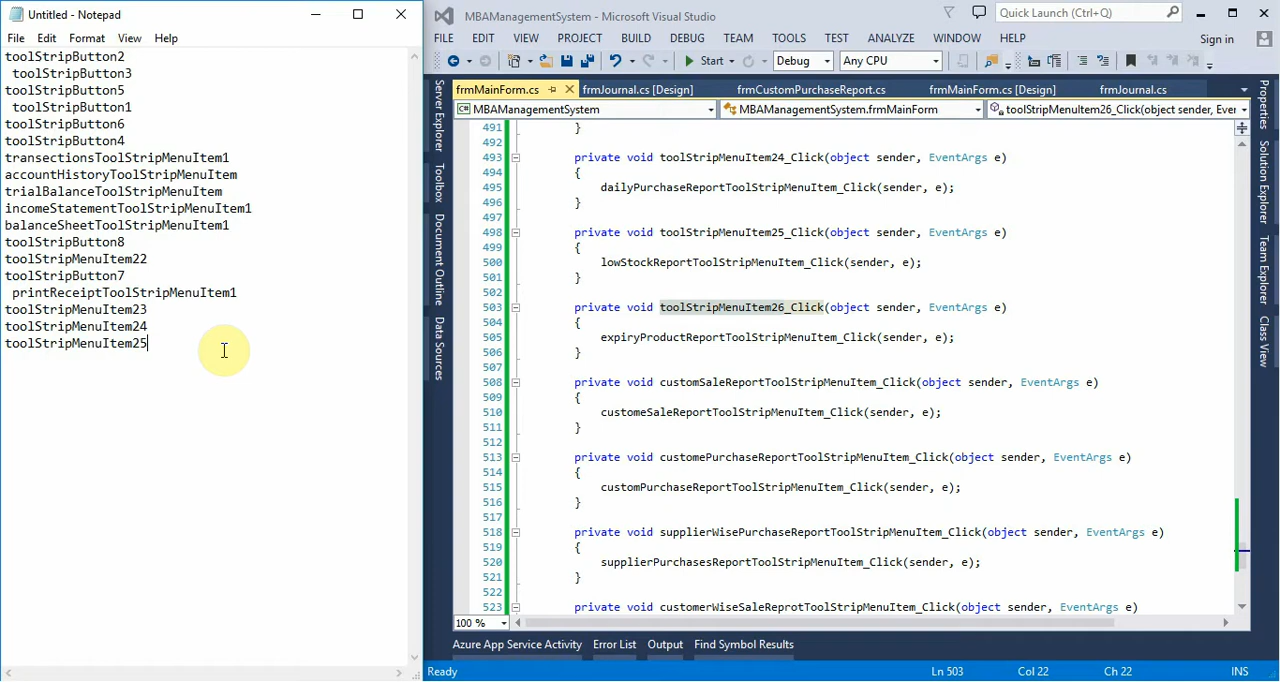 Untitled - Notepad
File Edit Format View Help
toolStripButton2
toolStripButton3
toolStripButton5
toolStripButton1
toolStripButton6
toolStripButton4
transectionsToolStripMenuItem1
accountHistoryToolStripMenuItem
trialBalanceToolStripMenuItem
incomeStatementToolStripMenuItem1
balanceSheetToolStripMenuItem1
toolStripButton8
toolStripMenuItem22
toolStripButton7
printReceiptToolStripMenuItem1
toolStripMenuItem23
toolStripMenuItem24
toolStripMenuItem25
MBAManagementSystem - Microsoft Visual Studio
Quick Launch (Ctrl+Q)
FILE EDIT VIEW PROJECT BUILD DEBUG TEAM TOOLS TEST ANALYZE WINDOW HELP
Sign in
Start Debug Any CPU
Server Explorer
Toolbox
Document Outline
Data Sources
frmMainForm.cs frmJournal.cs [Design] frmCustomPurchaseReport.cs frmMainForm.cs [Design] frmJournal.cs
MBAManagementSystem MBAManagementSystem.frmMainForm toolStripMenuItem26_Click(object sender, Ever
491 }
492
493 private void toolStripMenuItem24_Click(object sender, EventArgs e)
494 {
495 dailyPurchaseReportToolStripMenuItem_Click(sender, e);
496 }
497
498 private void toolStripMenuItem25_Click(object sender, EventArgs e)
499 {
500 lowStockReportToolStripMenuItem_Click(sender, e);
501 }
502
503 private void toolStripMenuItem26_Click(object sender, EventArgs e)
504 {
505 expiryProductReportToolStripMenuItem_Click(sender, e);
506 }
507
508 private void customSaleReportToolStripMenuItem_Click(object sender, EventArgs e)
509 {
510 customeSaleReportToolStripMenuItem_Click(sender, e);
511 }
512
513 private void customePurchaseReportToolStripMenuItem_Click(object sender, EventArgs e)
514 {
515 customPurchaseReportToolStripMenuItem_Click(sender, e);
516 }
517
518 private void supplierWisePurchaseReportToolStripMenuItem_Click(object sender, EventArgs e)
519 {
520 supplierPurchasesReportToolStripMenuItem_Click(sender, e);
521 }
522
523 private void customerWiseSaleReprotToolStripMenuItem_Click(object sender, EventArgs e)
100 %
Properties
Solution Explorer
Team Explorer
Class View
Azure App Service Activity Error List Output Find Symbol Results
Ready Ln 503 Col 22 Ch 22 INS